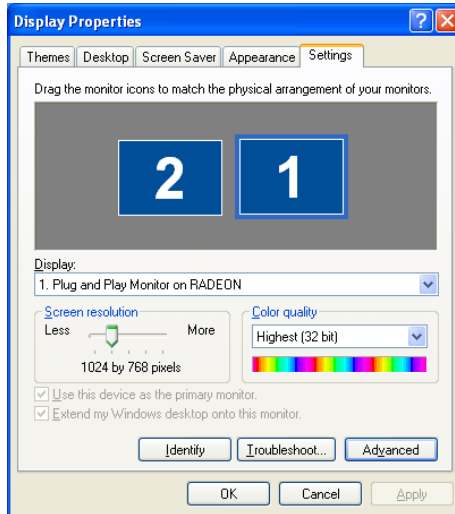 Display Properties
Themes Desktop Screen Saver Appearance Settings
Drag the monitor icons to match the physical arrangement of your monitors.
2 1
Display:
1. Plug and Play Monitor on RADEON
Screen resolution
Less More
1024 by 768 pixels
Color quality
Highest (32 bit)
Use this device as the primary monitor.
Extend my Windows desktop onto this monitor.
Identify Troubleshoot... Advanced
OK Cancel Apply